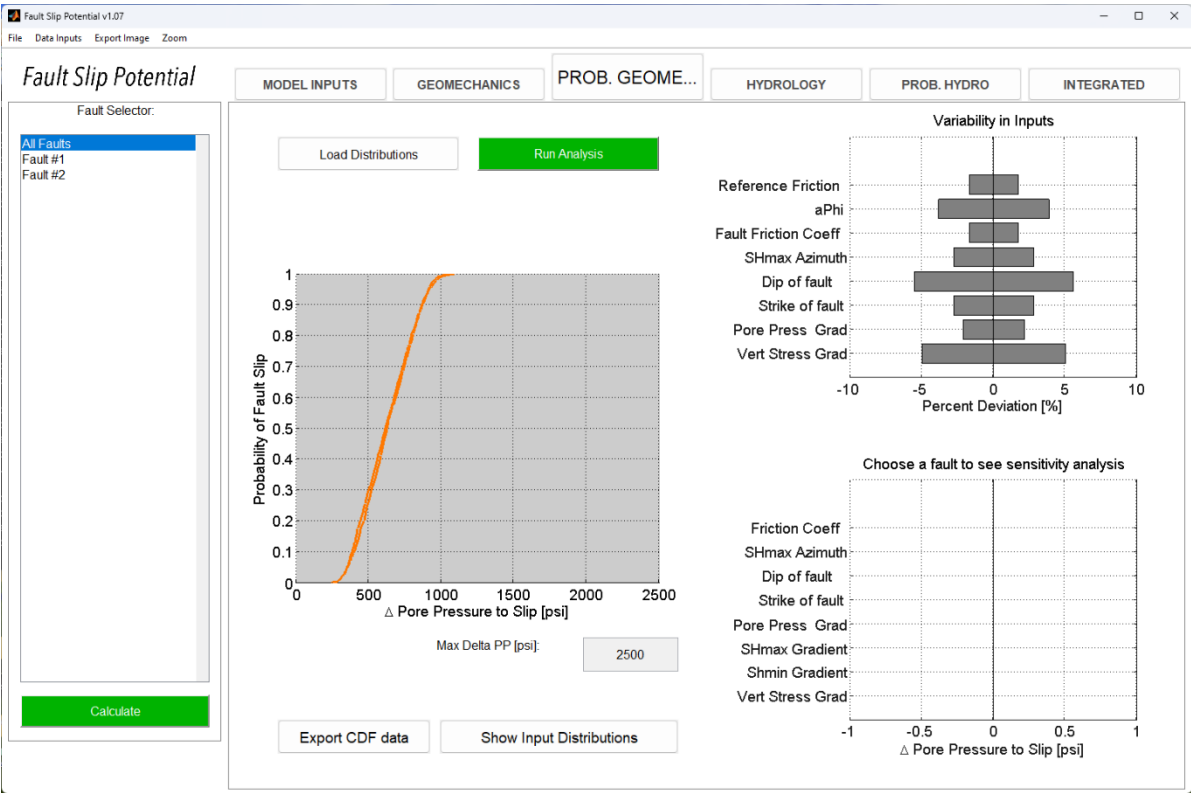 Fault Slip Potential v1.07
File Data Inputs Export Image Zoom
Fault Slip Potential
MODEL INPUTS
GEOMECHANICS
PROB. GEOME...
HYDROLOGY
PROB. HYDRO
INTEGRATED
Fault Selector:
All Faults
Fault #1
Fault #2
Calculate
Load Distributions
Run Analysis
Probability of Fault Slip
1
0.9
0.8
0.7
0.6
0.5
0.4
0.3
0.2
0.1
0
0 500 1000 1500 2000 2500
Δ Pore Pressure to Slip [psi]
Max Delta PP [psi]:
2500
Export CDF data
Show Input Distributions
Variability in Inputs
Reference Friction
aPhi
Fault Friction Coeff
SHmax Azimuth
Dip of fault
Strike of fault
Pore Press Grad
Vert Stress Grad
-10 -5 0 5 10
Percent Deviation [%]
Choose a fault to see sensitivity analysis
Friction Coeff
SHmax Azimuth
Dip of fault
Strike of fault
Pore Press Grad
SHmax Gradient
Shmin Gradient
Vert Stress Grad
-1 -0.5 0 0.5 1
Δ Pore Pressure to Slip [psi]